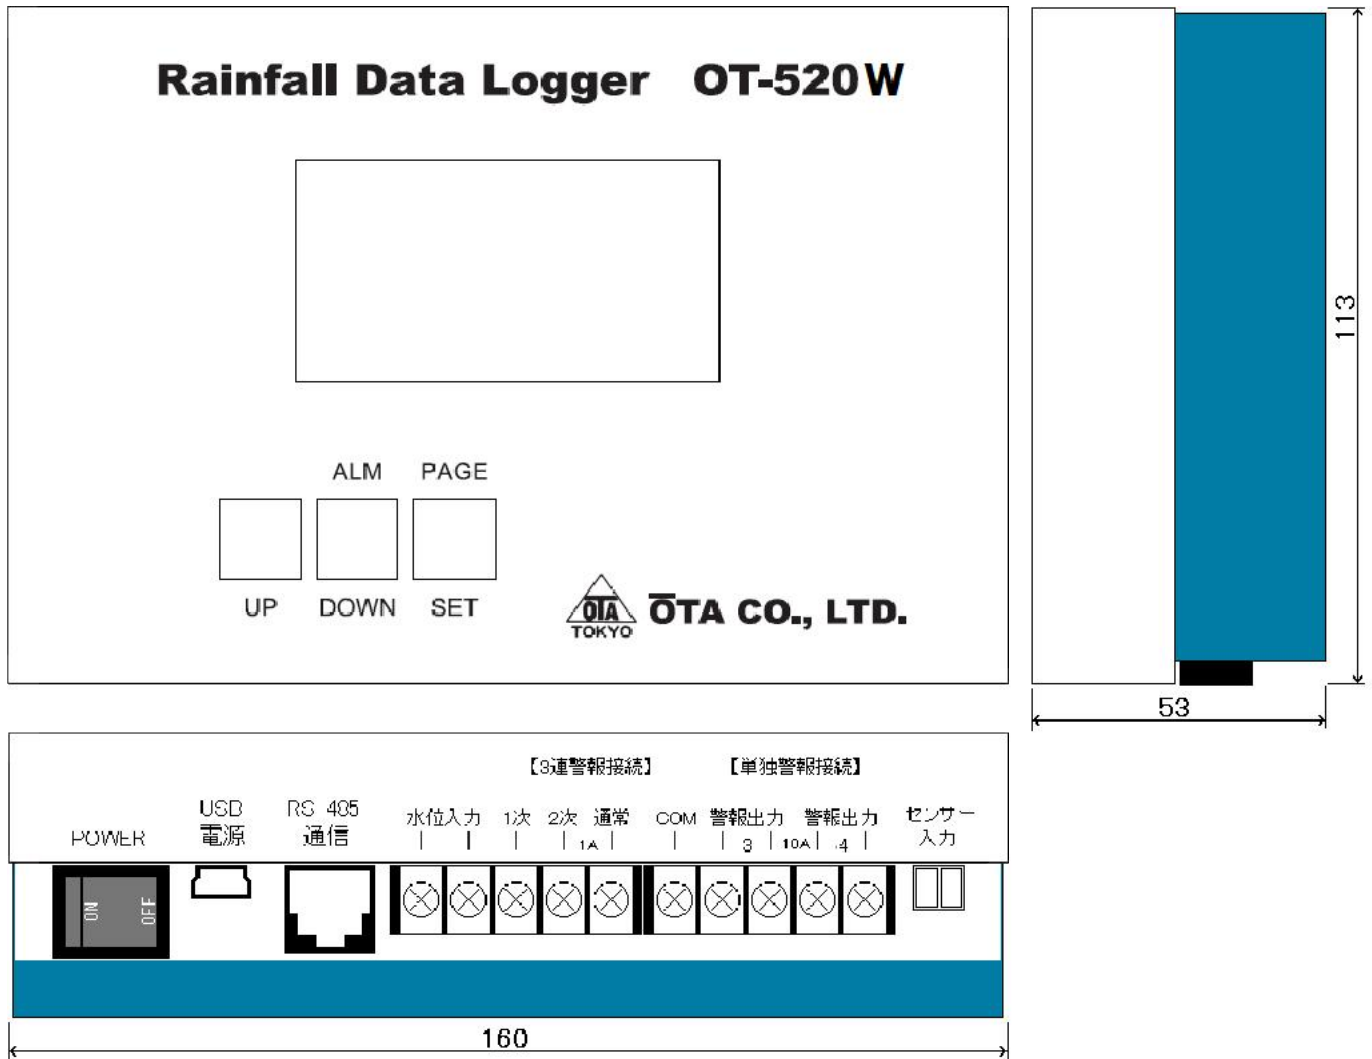 Rainfall Data Logger OT-520W
ALM PAGE
UP DOWN SET
OTA
TOKYO
ŌTA CO., LTD.
113
53
【3連警報接続】 【単独警報接続】
POWER
USB
電源
RS 485
通信
水位入力 1次 2次 通常 COM 警報出力 警報出力
1A 3 10A 4
センサー
入力
ON OFF
160